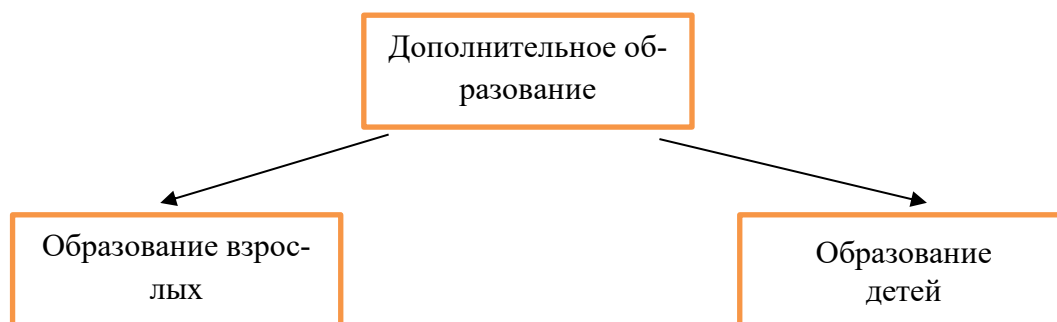 Дополнительное об-
разование
Образование взрос-
лых
Образование
детей